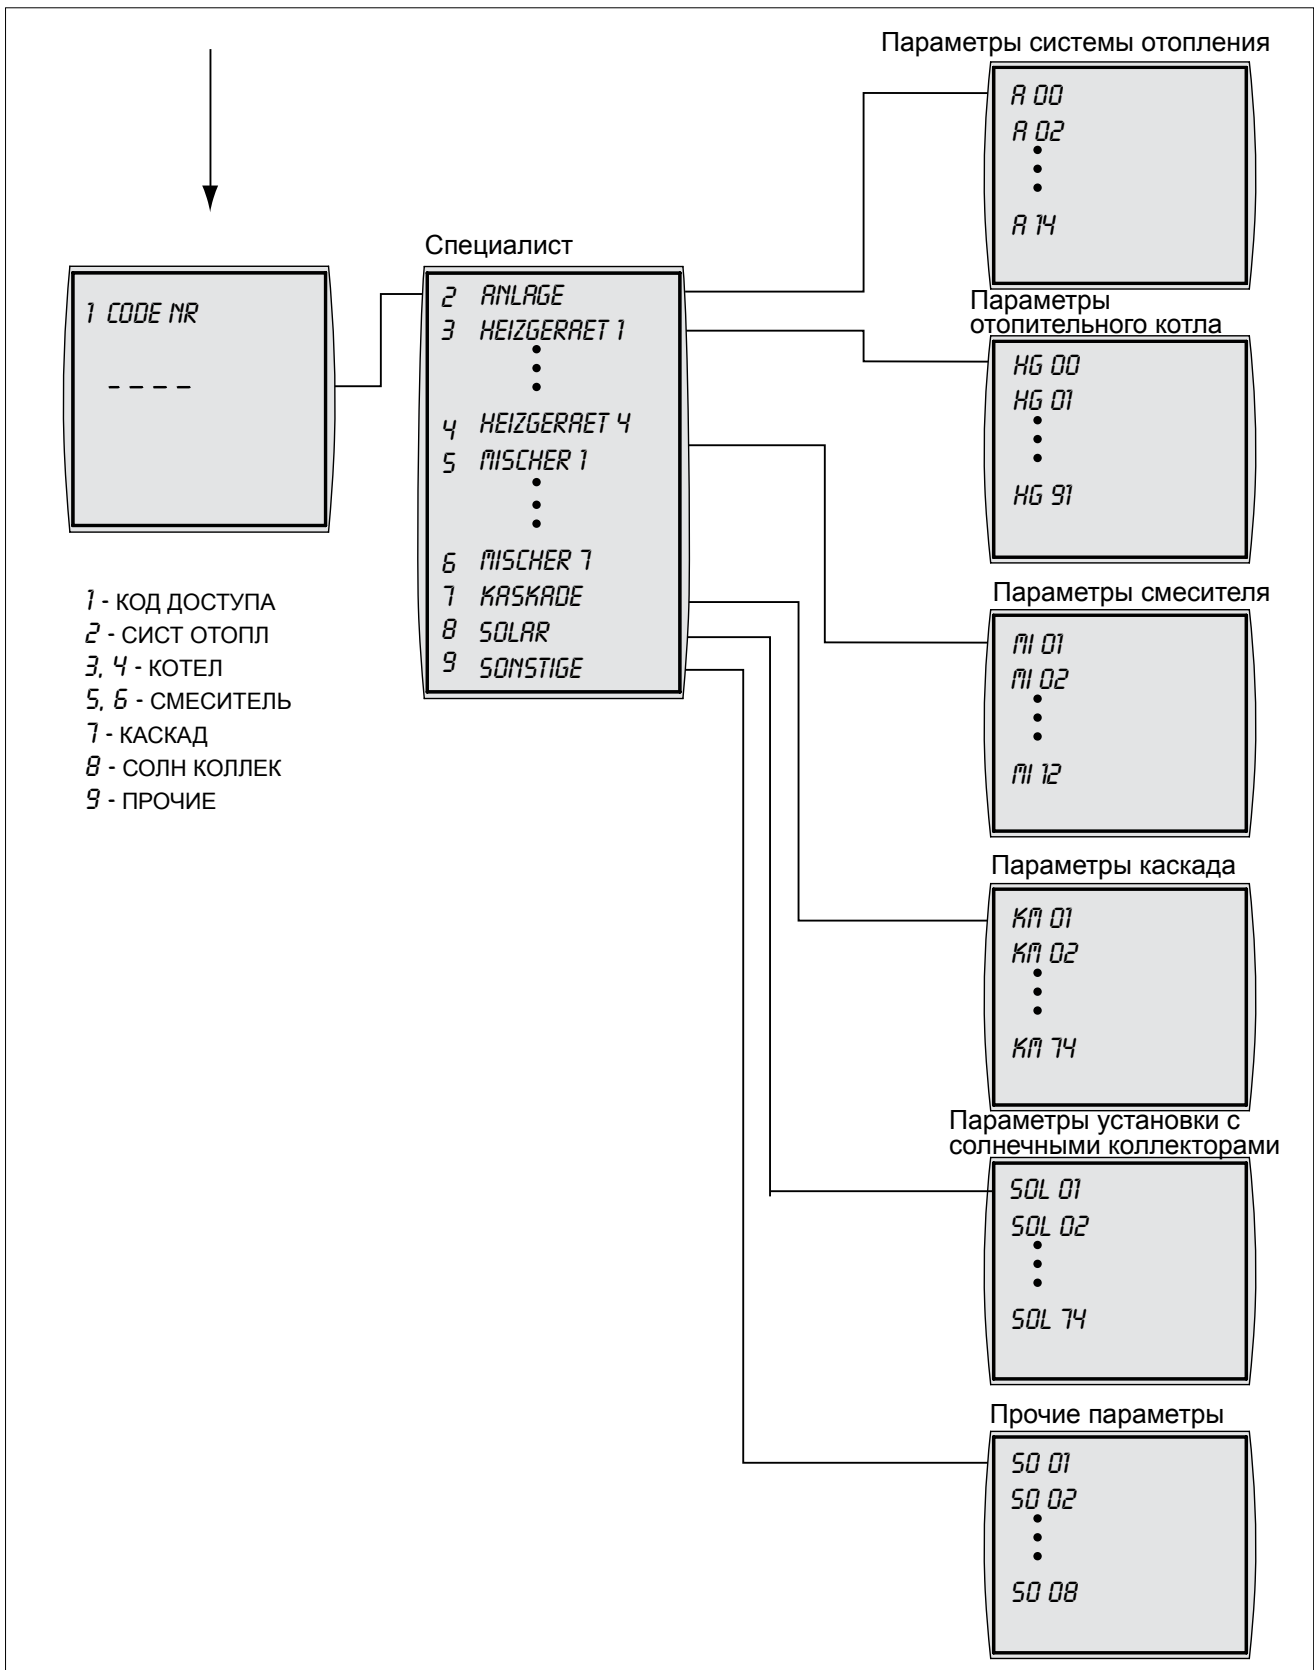 Параметры системы отопления
A 00
A 02
A 14
Специалист
1 CODE NR
– – – –
2 ANLAGE
3 HEIZGERAET 1
4 HEIZGERAET 4
5 MISCHER 1
6 MISCHER 7
7 KASKADE
8 SOLAR
9 SONSTIGE
1 - КОД ДОСТУПА
2 - СИСТ ОТОПЛ
3, 4 - КОТЕЛ
5, 6 - СМЕСИТЕЛЬ
7 - КАСКАД
8 - СОЛН КОЛЛЕК
9 - ПРОЧИЕ
Параметры
отопительного котла
HG 00
HG 01
HG 91
Параметры смесителя
MI 01
MI 02
MI 12
Параметры каскада
KM 01
KM 02
KM 74
Параметры установки с
солнечными коллекторами
SOL 01
SOL 02
SOL 74
Прочие параметры
SO 01
SO 02
SO 08